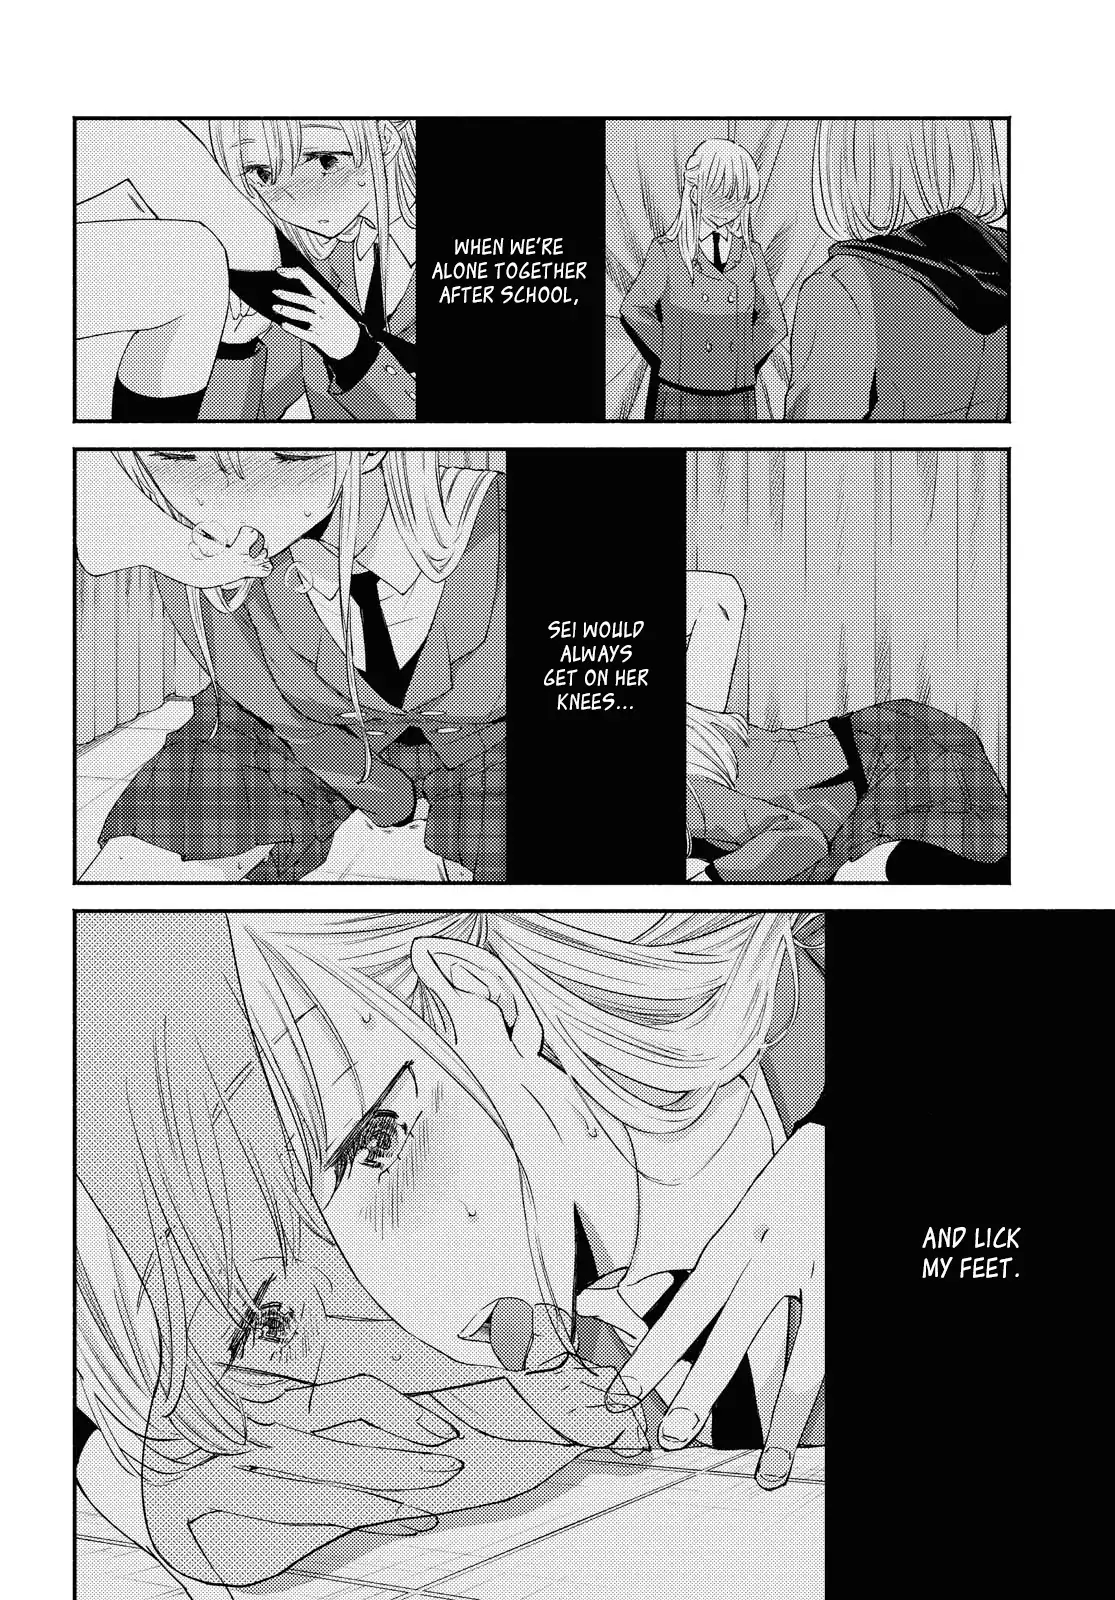 WHEN WE'RE
ALONE TOGETHER
AFTER SCHOOL,
SEI WOULD
ALWAYS
GET ON HER
KNEES...
AND LICK
MY FEET.